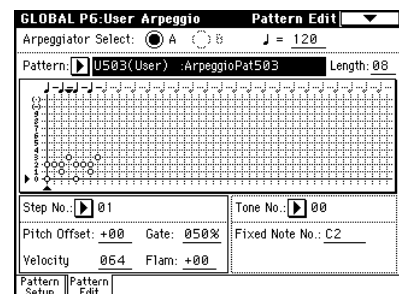 GLOBAL P6:User Arpeggio Pattern Edit
Arpeggiator Select: A B ♩ = 120
Pattern: U503(User) :ArpeggioPat503 Length: 08
Step No.: 01 Tone No.: 00
Pitch Offset: +00 Gate: 050% Fixed Note No.: C2
Velocity 064 Flam: +00
Pattern Setup Pattern Edit